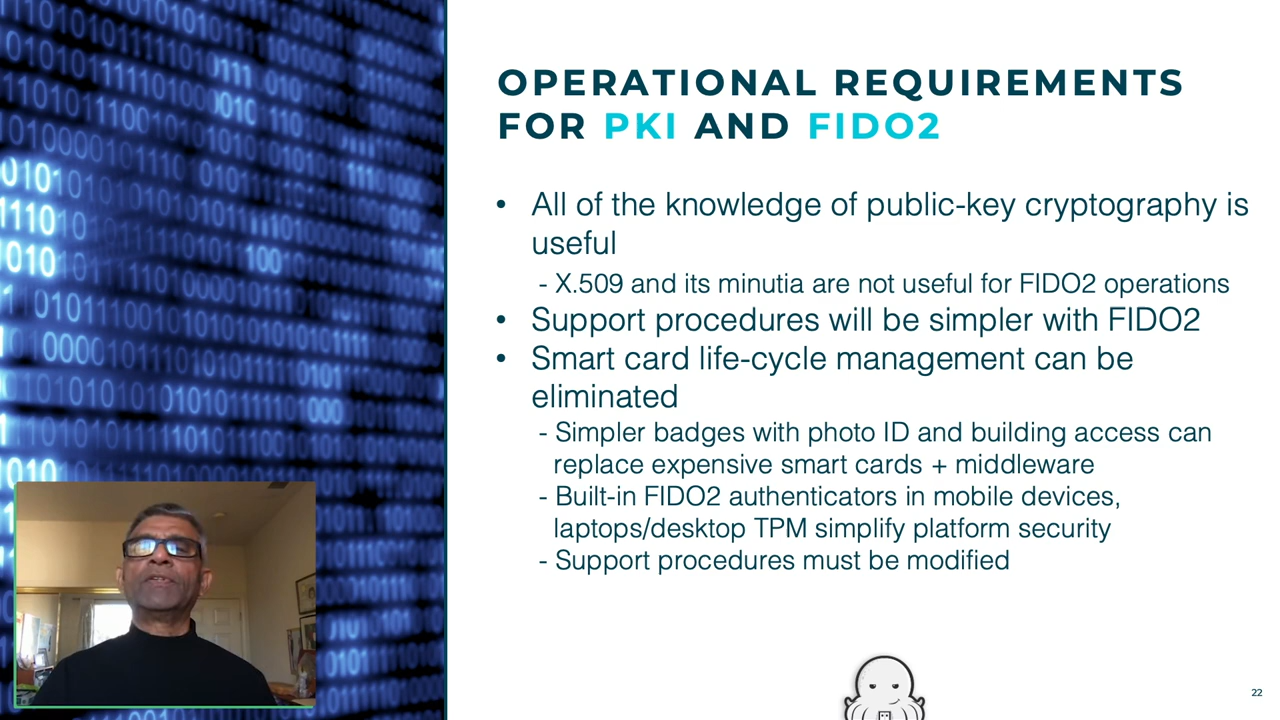 OPERATIONAL REQUIREMENTS
FOR PKI AND FIDO2
• All of the knowledge of public-key cryptography is
useful
- X.509 and its minutia are not useful for FIDO2 operations
• Support procedures will be simpler with FIDO2
• Smart card life-cycle management can be
eliminated
- Simpler badges with photo ID and building access can
replace expensive smart cards + middleware
- Built-in FIDO2 authenticators in mobile devices,
laptops/desktop TPM simplify platform security
- Support procedures must be modified
22